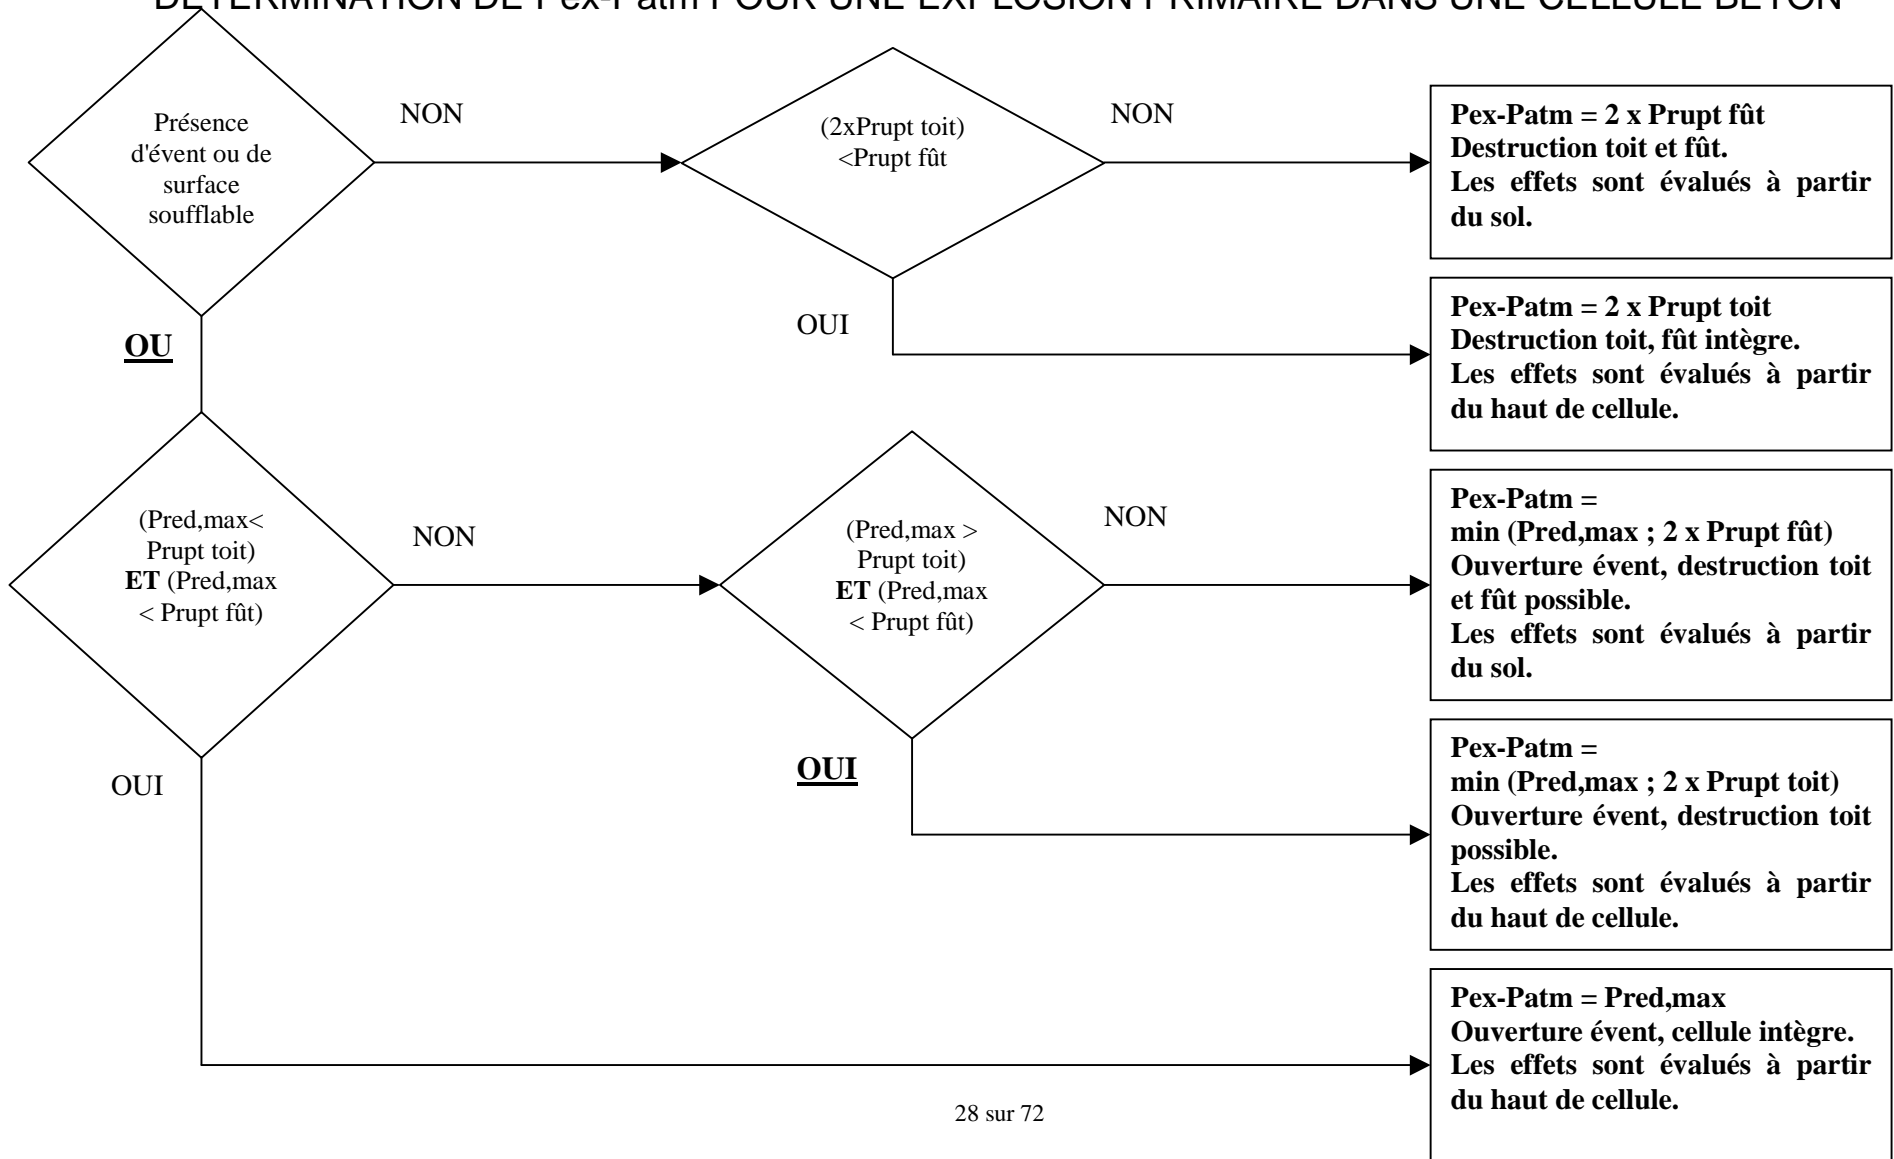 DETERMINATION DE Pex-Patm POUR UNE EXPLOSION PRIMAIRE DANS UNE CELLULE BETON
Présence
d'évent ou de
surface
soufflable
NON
(2xPrupt toit)
<Prupt fût
NON
Pex-Patm = 2 x Prupt fût
Destruction toit et fût.
Les effets sont évalués à partir
du sol.
OUI
Pex-Patm = 2 x Prupt toit
Destruction toit, fût intègre.
Les effets sont évalués à partir
du haut de cellule.
OU
(Pred,max<
Prupt toit)
ET (Pred,max
< Prupt fût)
NON
(Pred,max >
Prupt toit)
ET (Pred,max
< Prupt fût)
NON
Pex-Patm =
min (Pred,max ; 2 x Prupt fût)
Ouverture évent, destruction toit
et fût possible.
Les effets sont évalués à partir
du sol.
OUI
OUI
Pex-Patm =
min (Pred,max ; 2 x Prupt toit)
Ouverture évent, destruction toit
possible.
Les effets sont évalués à partir
du haut de cellule.
Pex-Patm = Pred,max
Ouverture évent, cellule intègre.
Les effets sont évalués à partir
du haut de cellule.
28 sur 72